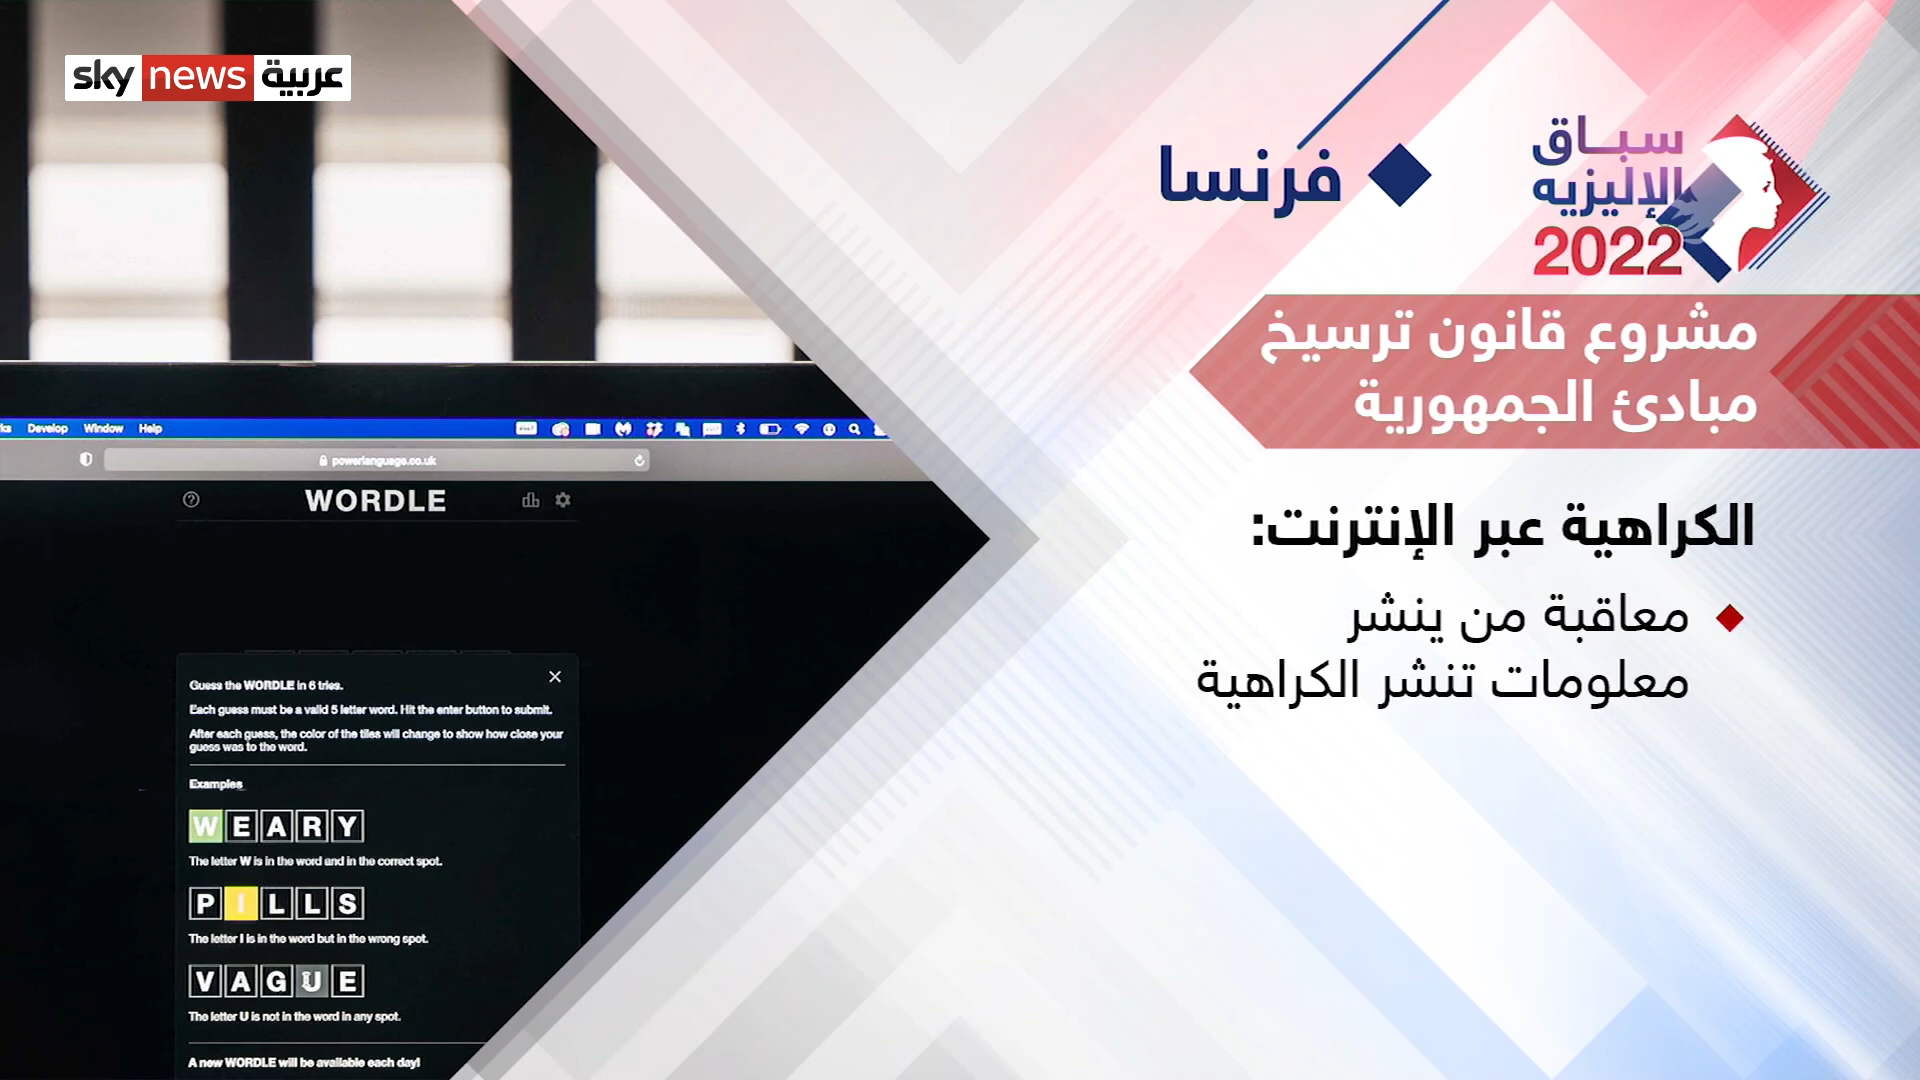 sky news عربية
فرنسا
سباق
الإليزيه
2022
مشروع قانون ترسيخ
مبادئ الجمهورية
الكراهية عبر الإنترنت:
معاقبة من ينشر
معلومات تنشر الكراهية
Develop Window Help
powerlanguage.co.uk
WORDLE
Guess the WORDLE in 6 tries.
Each guess must be a valid 5 letter word. Hit the enter button to submit.
After each guess, the color of the tiles will change to show how close your
guess was to the word.
Examples
WEARY
The letter W is in the word and in the correct spot.
PILLS
The letter I is in the word but in the wrong spot.
VAGUE
The letter U is not in the word in any spot.
A new WORDLE will be available each day!